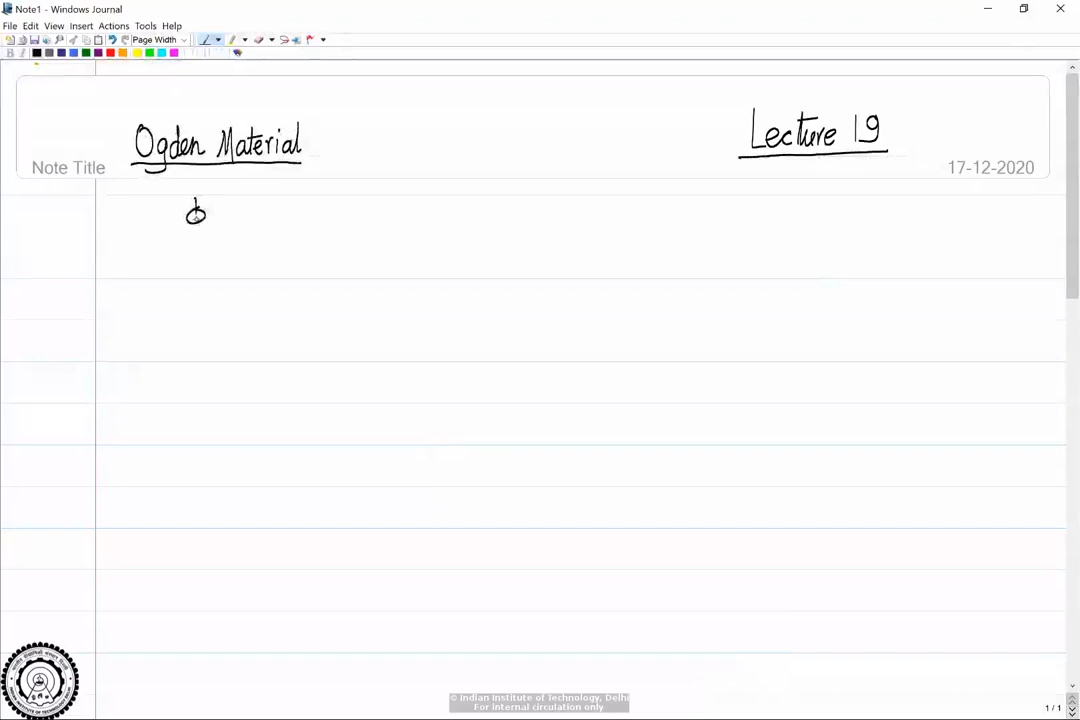 Note1 - Windows Journal
File Edit View Insert Actions Tools Help
Page Width
B I
Ogden Material
Lecture 19
Note Title
17-12-2020
ϕ
© Indian Institute of Technology, Delhi
For internal circulation only
1 / 1